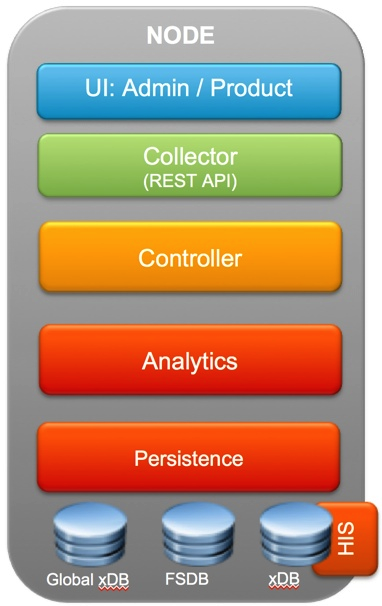 NODE
UI: Admin / Product
Collector
(REST API)
Controller
Analytics
Persistence
HIS
Global xDB
FSDB
xDB